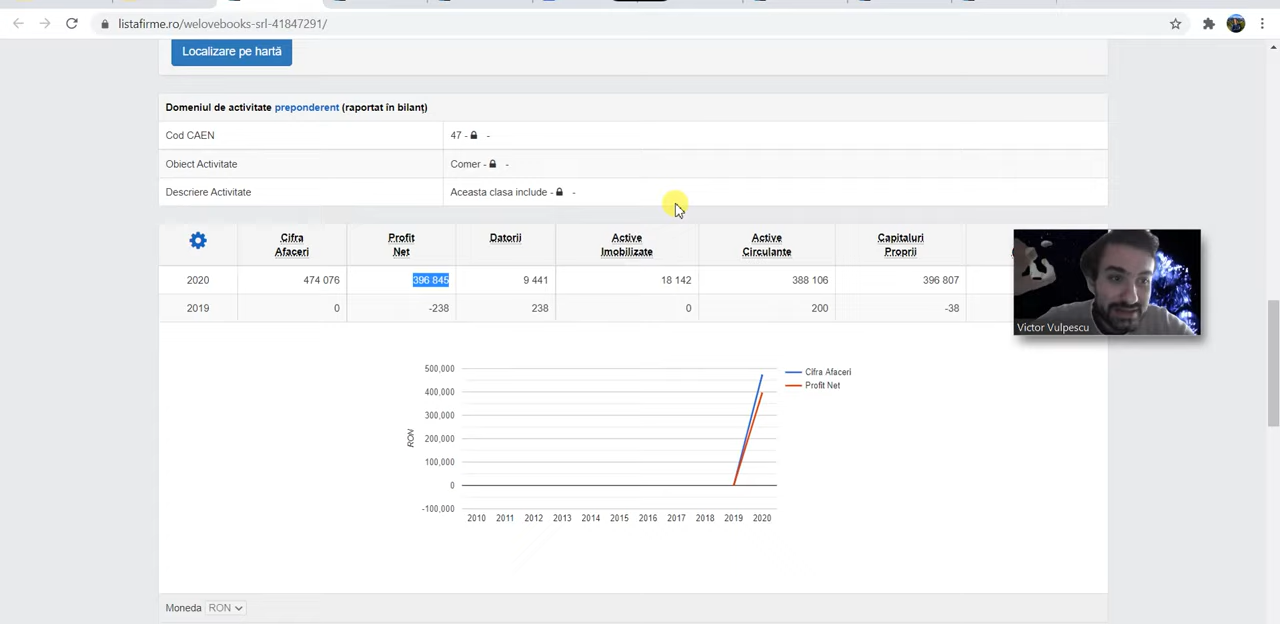 listafirme.ro/welovebooks-srl-41847291/
Localizare pe hartă
Domeniul de activitate preponderent (raportat în bilanț)
Cod CAEN 47 - -
Obiect Activitate Comer - -
Descriere Activitate Aceasta clasa include - -
Cifra Afaceri Profit Net Datorii Active Imobilizate Active Circulante Capitaluri Proprii
2020 474 076 396 845 9 441 18 142 388 106 396 807
2019 0 -238 238 0 200 -38
Victor Vulpescu
500,000
400,000
300,000
200,000
100,000
0
-100,000
RON
Cifra Afaceri
Profit Net
2010 2011 2012 2013 2014 2015 2016 2017 2018 2019 2020
Moneda RON